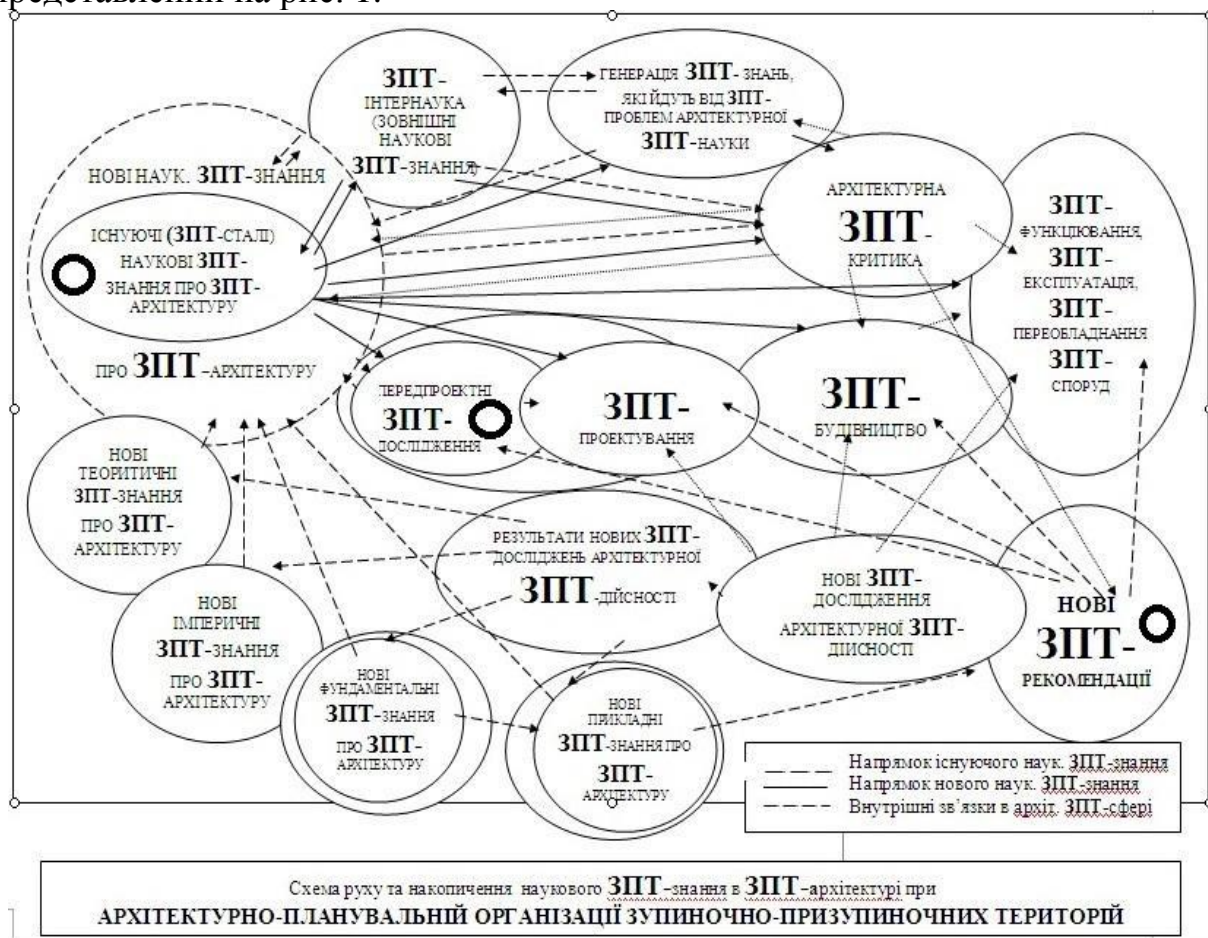 представлений на рис. 1.
ЗПТ-
ІНТЕРНАУКА
(ЗОВНІШНІ
НАУКОВІ
ЗПТ-ЗНАННЯ)
ГЕНЕРАЦІЯ ЗПТ- ЗНАНЬ,
ЯКІ ЙДУТЬ ВІД ЗПТ-
ПРОБЛЕМ АРХІТЕКТУРНОЇ
ЗПТ-НАУКИ
НОВІ НАУК. ЗПТ-ЗНАННЯ
ІСНУЮЧІ (ЗПТ-СТАЛІ)
НАУКОВІ ЗПТ-
ЗНАННЯ ПРО ЗПТ-
АРХІТЕКТУРУ
ПРО ЗПТ-АРХІТЕКТУРУ
АРХІТЕКТУРНА
ЗПТ-
КРИТИКА
ЗПТ-
ФУНКЦІЮВАННЯ,
ЗПТ-
ЕКСПЛУАТАЦІЯ,
ЗПТ-
ПЕРЕОБЛАДНАННЯ
ЗПТ-
СПОРУД
ПЕРЕДПРОЕКТНІ
ЗПТ-
ДОСЛІДЖЕННЯ
ЗПТ-
ПРОЕКТУВАННЯ
ЗПТ-
БУДІВНИЦТВО
НОВІ
ТЕОРИТИЧНІ
ЗПТ-ЗНАННЯ
ПРО ЗПТ-
АРХІТЕКТУРУ
РЕЗУЛЬТАТИ НОВИХ ЗПТ-
ДОСЛІДЖЕНЬ АРХІТЕКТУРНОЇ
ЗПТ-ДІЙСНОСТІ
НОВІ ЗПТ-
ДОСЛІДЖЕННЯ
АРХІТЕКТУРНОЇ ЗПТ-
ДІЙСНОСТІ
НОВІ
ЗПТ-
РЕКОМЕНДАЦІЇ
НОВІ
ІМПЕРИЧНІ
ЗПТ-ЗНАННЯ
ПРО ЗПТ-
АРХІТЕКТУРУ
НОВІ
ФУНДАМЕНТАЛЬНІ
ЗПТ-ЗНАННЯ
ПРО ЗПТ-
АРХІТЕКТУРУ
НОВІ
ПРИКЛАДНІ
ЗПТ-ЗНАННЯ ПРО
ЗПТ-
АРХІТЕКТУРУ
Напрямок існуючого наук. ЗПТ-знання
Напрямок нового наук. ЗПТ-знання
Внутрішні зв'язки в архіт. ЗПТ-сфері
Схема руху та накопичення наукового ЗПТ-знання в ЗПТ-архітектурі при
АРХІТЕКТУРНО-ПЛАНУВАЛЬНІЙ ОРГАНІЗАЦІЇ ЗУПИНОЧНО-ПРИЗУПИНОЧНИХ ТЕРИТОРІЙ